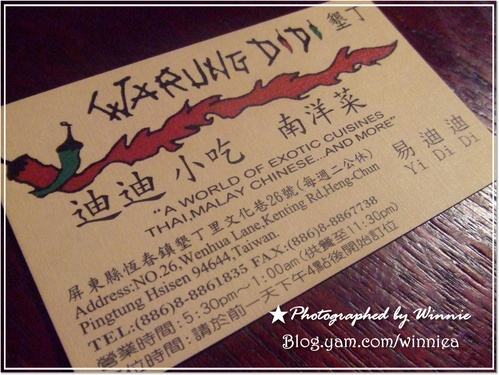 WARUNG DIDI 墾丁
迪迪 小吃 南洋菜
"A WORLD OF EXOTIC CUISINES
THAI,MALAY CHINESE...AND MORE"
易迪迪
Yi Di Di
屏東縣恆春鎮墾丁里文化巷26號(每週二公休)
Address:NO.26,Wenhua Lane,Kenting Rd,Heng-Chun
Pingtung Hsisen 94644,Taiwan.
TEL:(886)8-8861835 FAX:(886)8-8867738
營業時間:5:30pm~1:00am(供餐至11:30pm)
訂位時間:請於前一天下午4點後開始訂位
★Photographed by Winnie
Blog.yam.com/winniea